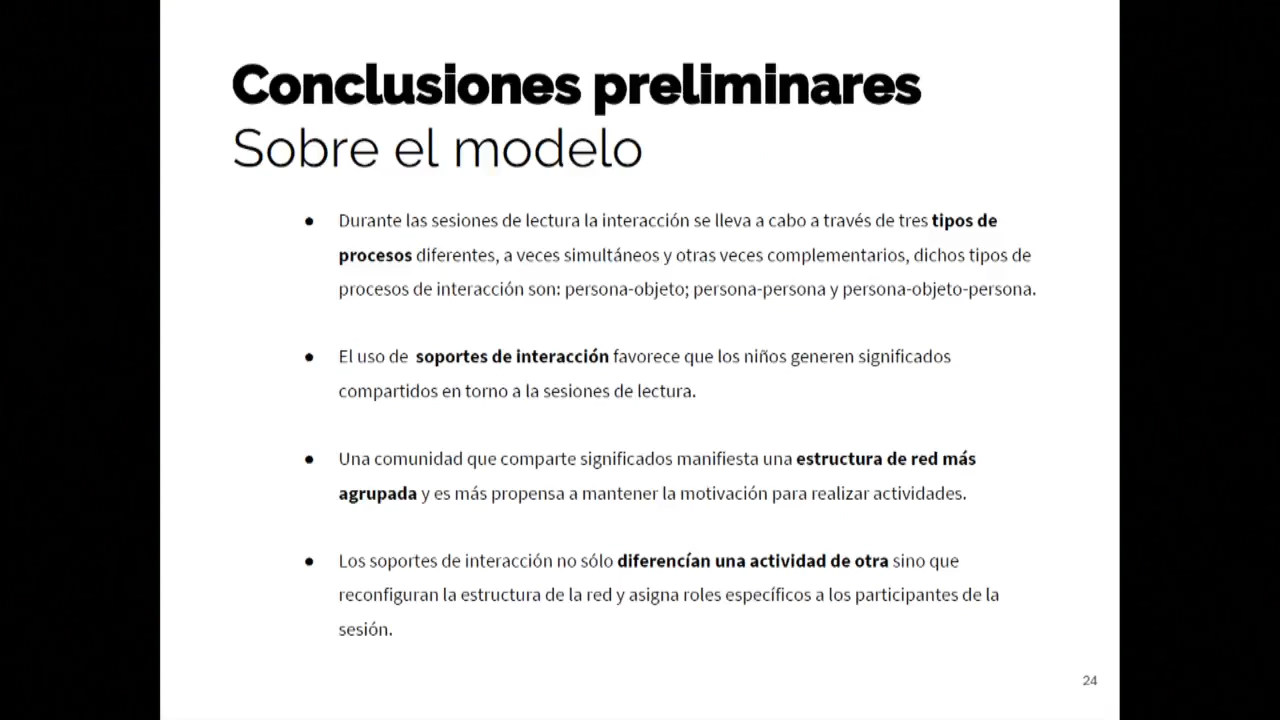 Conclusiones preliminares
Sobre el modelo
● Durante las sesiones de lectura la interacción se lleva a cabo a través de tres tipos de
procesos diferentes, a veces simultáneos y otras veces complementarios, dichos tipos de
procesos de interacción son: persona-objeto; persona-persona y persona-objeto-persona.
● El uso de soportes de interacción favorece que los niños generen significados
compartidos en torno a la sesiones de lectura.
● Una comunidad que comparte significados manifiesta una estructura de red más
agrupada y es más propensa a mantener la motivación para realizar actividades.
● Los soportes de interacción no sólo diferencían una actividad de otra sino que
reconfiguran la estructura de la red y asigna roles específicos a los participantes de la
sesión.
24